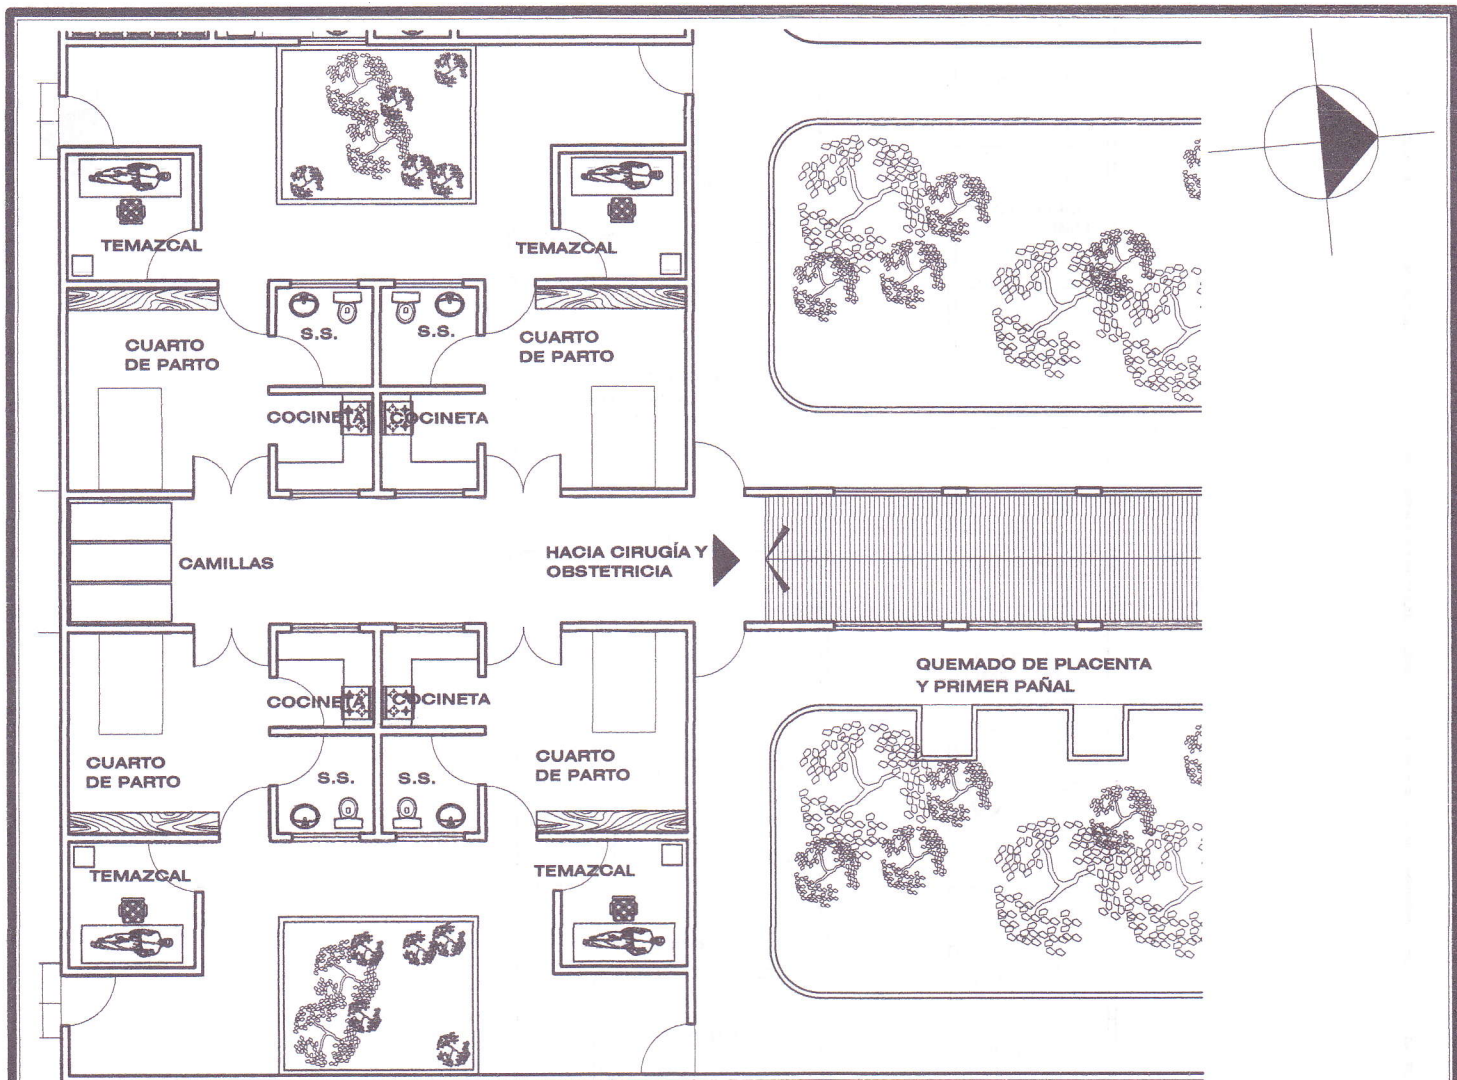 TEMAZCAL
TEMAZCAL
S.S.
S.S.
CUARTO
DE PARTO
CUARTO
DE PARTO
COCINETA
COCINETA
CAMILLAS
HACIA CIRUGÍA Y
OBSTETRICIA
QUEMADO DE PLACENTA
Y PRIMER PAÑAL
COCINETA
COCINETA
CUARTO
DE PARTO
S.S.
S.S.
CUARTO
DE PARTO
TEMAZCAL
TEMAZCAL